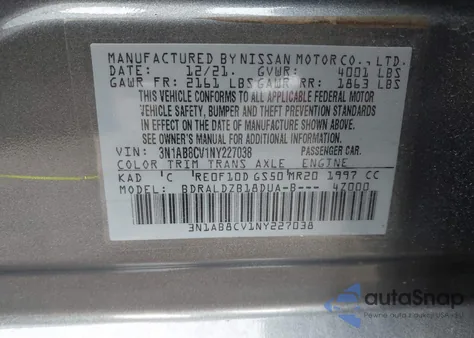 MANUFACTURED BY NISSAN MOTOR CO., LTD.
DATE: 12/21. GVWR: 4001 LBS
GAWR FR: 2161 LBS GAWR RR: 1863 LBS
THIS VEHICLE CONFORMS TO ALL APPLICABLE FEDERAL MOTOR
VEHICLE SAFETY, BUMPER AND THEFT PREVENTION STANDARDS
IN EFFECT ON THE DATE OF MANUFACTURE SHOWN ABOVE.
SEE OWNER'S MANUAL FOR ADDITIONAL INFORMATION.
VIN: 3N1AB8CV1NY227038 PASSENGER CAR.
COLOR TRIM TRANS AXLE ENGINE
KAD C RE0F10D GS50 MR20 1997 CC
MODEL: BDRALDZB18DUA-B--- 4Z000
3N1AB8CV1NY227038
autoSnap